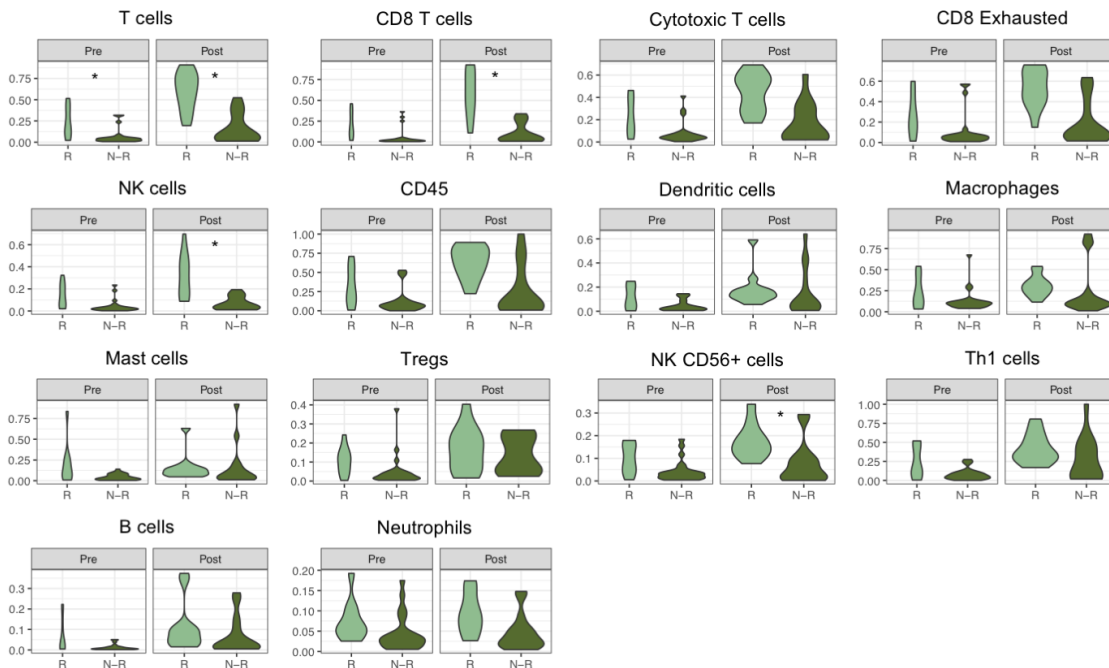 T cells
CD8 T cells
Cytotoxic T cells
CD8 Exhausted
Pre Post
Pre Post
Pre Post
Pre Post
* *
*
0.75
0.50
0.25
0.00
0.75
0.50
0.25
0.00
0.6
0.4
0.2
0.0
0.6
0.4
0.2
0.0
R N-R R N-R
R N-R R N-R
R N-R R N-R
R N-R R N-R
NK cells
CD45
Dendritic cells
Macrophages
Pre Post
Pre Post
Pre Post
Pre Post
*
0.6
0.4
0.2
0.0
1.00
0.75
0.50
0.25
0.00
0.6
0.4
0.2
0.0
0.75
0.50
0.25
0.00
R N-R R N-R
R N-R R N-R
R N-R R N-R
R N-R R N-R
Mast cells
Tregs
NK CD56+ cells
Th1 cells
Pre Post
Pre Post
Pre Post
Pre Post
*
0.75
0.50
0.25
0.00
0.4
0.3
0.2
0.1
0.0
0.3
0.2
0.1
0.0
1.00
0.75
0.50
0.25
0.00
R N-R R N-R
R N-R R N-R
R N-R R N-R
R N-R R N-R
B cells
Neutrophils
Pre Post
Pre Post
0.3
0.2
0.1
0.0
0.20
0.15
0.10
0.05
0.00
R N-R R N-R
R N-R R N-R